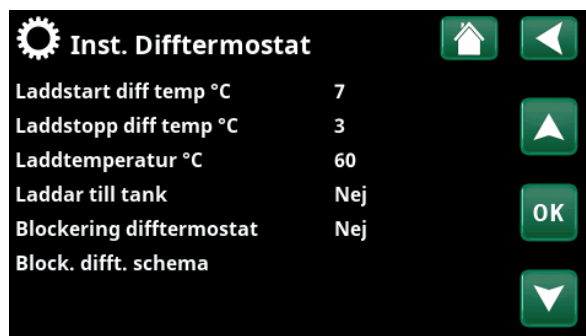 Inst. Difftermostat
Laddstart diff temp °C 7
Laddstopp diff temp °C 3
Laddtemperatur °C 60
Laddar till tank Nej
Blockering difftermostat Nej
OK
Block. difft. schema